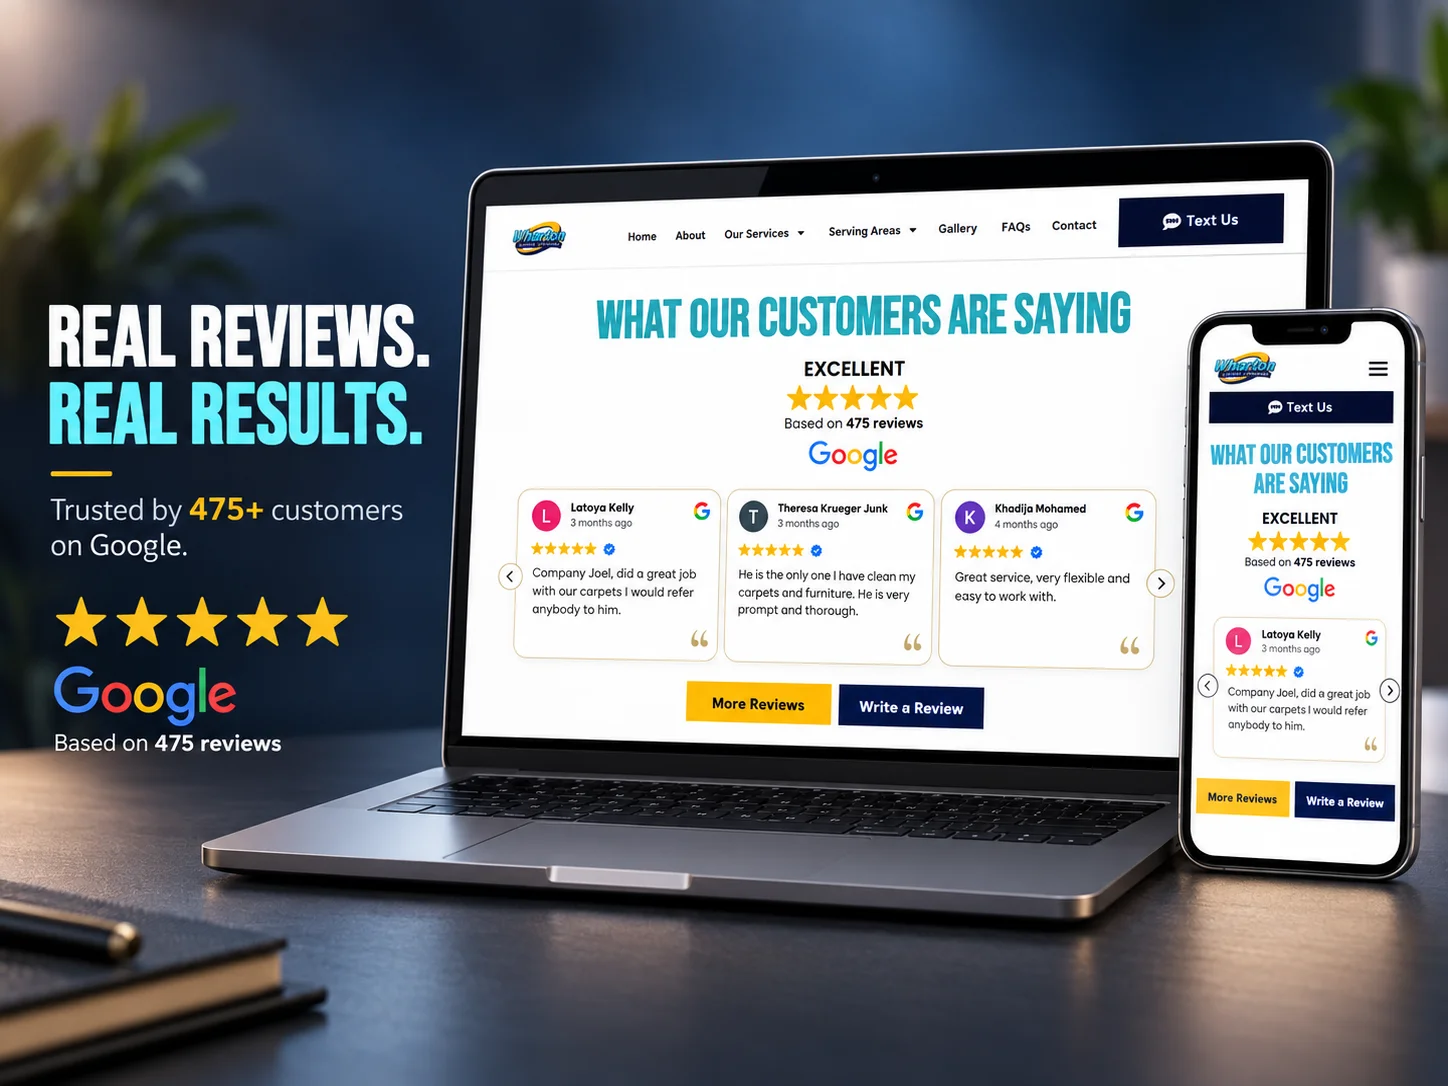 REAL REVIEWS.
REAL RESULTS.
Trusted by 475+ customers
on Google.
Google
Based on 475 reviews
Wharton
Home
About
Our Services
Serving Areas
Gallery
FAQs
Contact
Text Us
WHAT OUR CUSTOMERS ARE SAYING
EXCELLENT
Based on 475 reviews
Google
L
Latoya Kelly
3 months ago
G
Company Joel, did a great job
with our carpets I would refer
anybody to him.
“
T
Theresa Krueger Junk
3 months ago
G
He is the only one I have clean my
carpets and furniture. He is very
prompt and thorough.
“
K
Khadija Mohamed
4 months ago
G
Great service, very flexible and
easy to work with.
“
More Reviews
Write a Review
Wharton
Text Us
WHAT OUR CUSTOMERS
ARE SAYING
EXCELLENT
Based on 475 reviews
Google
L
Latoya Kelly
3 months ago
G
Company Joel, did a great job
with our carpets I would refer
anybody to him.
“
More Reviews
Write a Review